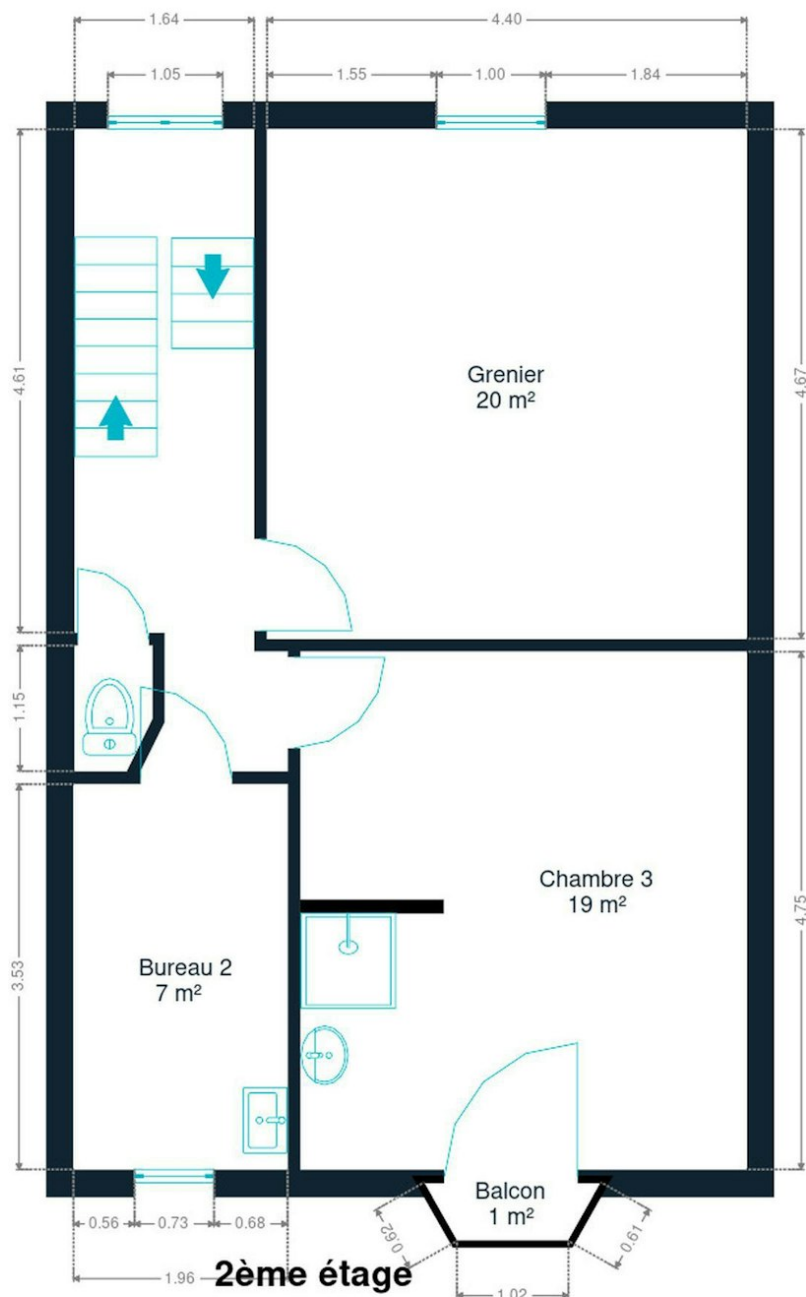 1.64
4.40
1.05
1.55
1.00
1.84
4.61
4.67
Grenier
20 m²
1.15
Chambre 3
19 m²
4.75
3.53
Bureau 2
7 m²
Balcon
1 m²
0.56
0.73
0.68
0.62
0.61
1.96
2ème étage
1.02